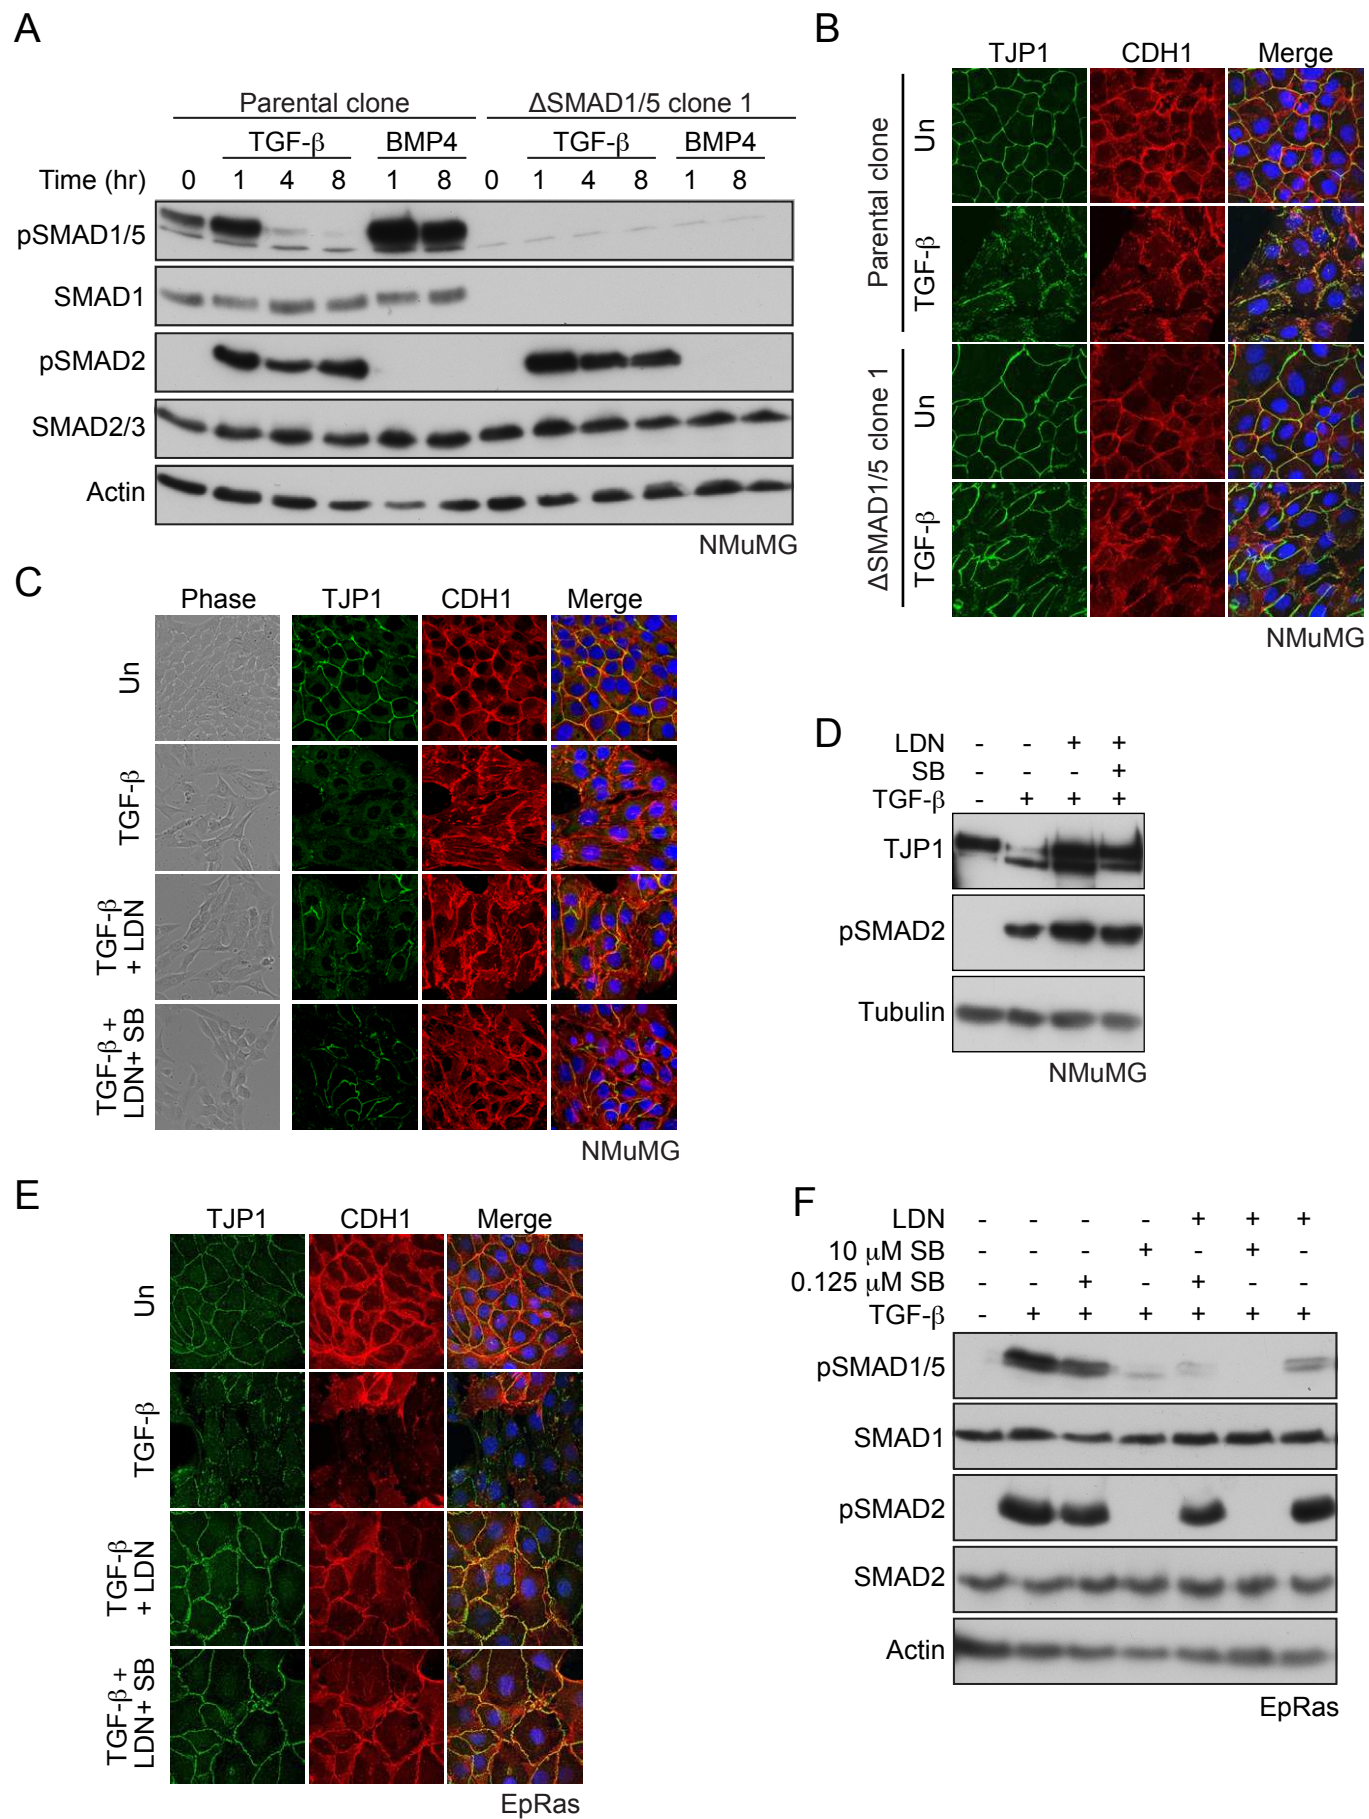 A
Parental clone ΔSMAD1/5 clone 1
TGF-β BMP4 TGF-β BMP4
Time (hr) 0 1 4 8 1 8 0 1 4 8 1 8
pSMAD1/5
SMAD1
pSMAD2
SMAD2/3
Actin
NMuMG
B
TJP1 CDH1 Merge
Parental clone
Un
TGF-β
ΔSMAD1/5 clone 1
Un
TGF-β
NMuMG
C
Phase TJP1 CDH1 Merge
Un
TGF-β
TGF-β
+ LDN
TGF-β +
LDN+ SB
NMuMG
D
LDN - - + +
SB - - - +
TGF-β - + + +
TJP1
pSMAD2
Tubulin
NMuMG
E
TJP1 CDH1 Merge
Un
TGF-β
TGF-β
+ LDN
TGF-β +
LDN+ SB
EpRas
F
LDN - - - - + + +
10 μM SB - - - + - + -
0.125 μM SB - - + - + - -
TGF-β - + + + + + +
pSMAD1/5
SMAD1
pSMAD2
SMAD2
Actin
EpRas